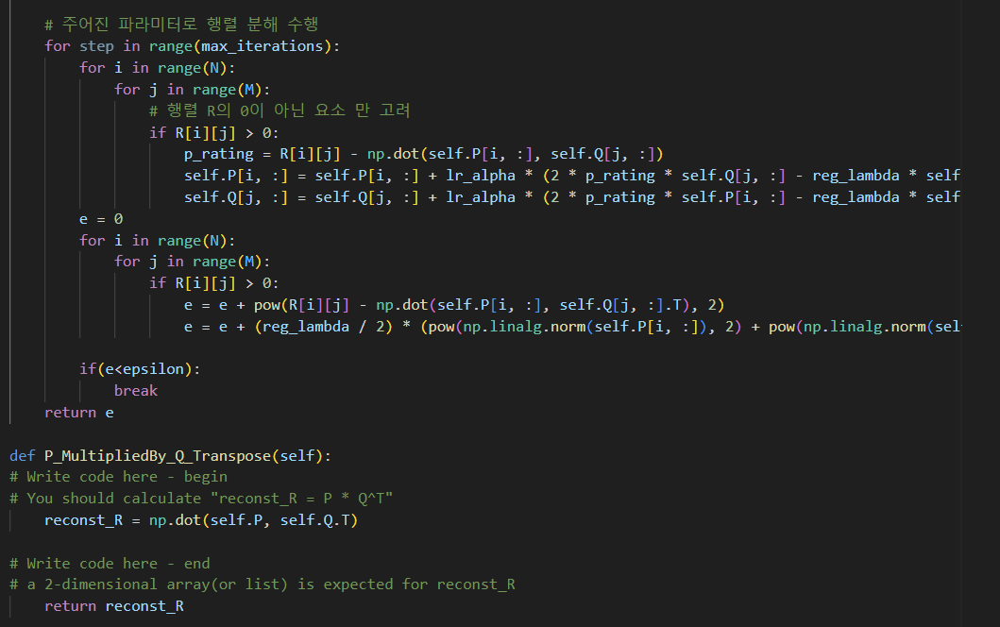 # 주어진 파라미터로 행렬 분해 수행
for step in range(max_iterations):
for i in range(N):
for j in range(M):
# 행렬 R의 0이 아닌 요소 만 고려
if R[i][j] > 0:
p_rating = R[i][j] - np.dot(self.P[i, :], self.Q[j, :])
self.P[i, :] = self.P[i, :] + lr_alpha * (2 * p_rating * self.Q[j, :] - reg_lambda * self
self.Q[j, :] = self.Q[j, :] + lr_alpha * (2 * p_rating * self.P[i, :] - reg_lambda * self
e = 0
for i in range(N):
for j in range(M):
if R[i][j] > 0:
e = e + pow(R[i][j] - np.dot(self.P[i, :], self.Q[j, :].T), 2)
e = e + (reg_lambda / 2) * (pow(np.linalg.norm(self.P[i, :]), 2) + pow(np.linalg.norm(sel
if(e<epsilon):
break
return e
def P_MultipliedBy_Q_Transpose(self):
# Write code here - begin
# You should calculate "reconst_R = P * Q^T"
reconst_R = np.dot(self.P, self.Q.T)
# Write code here - end
# a 2-dimensional array(or list) is expected for reconst_R
return reconst_R